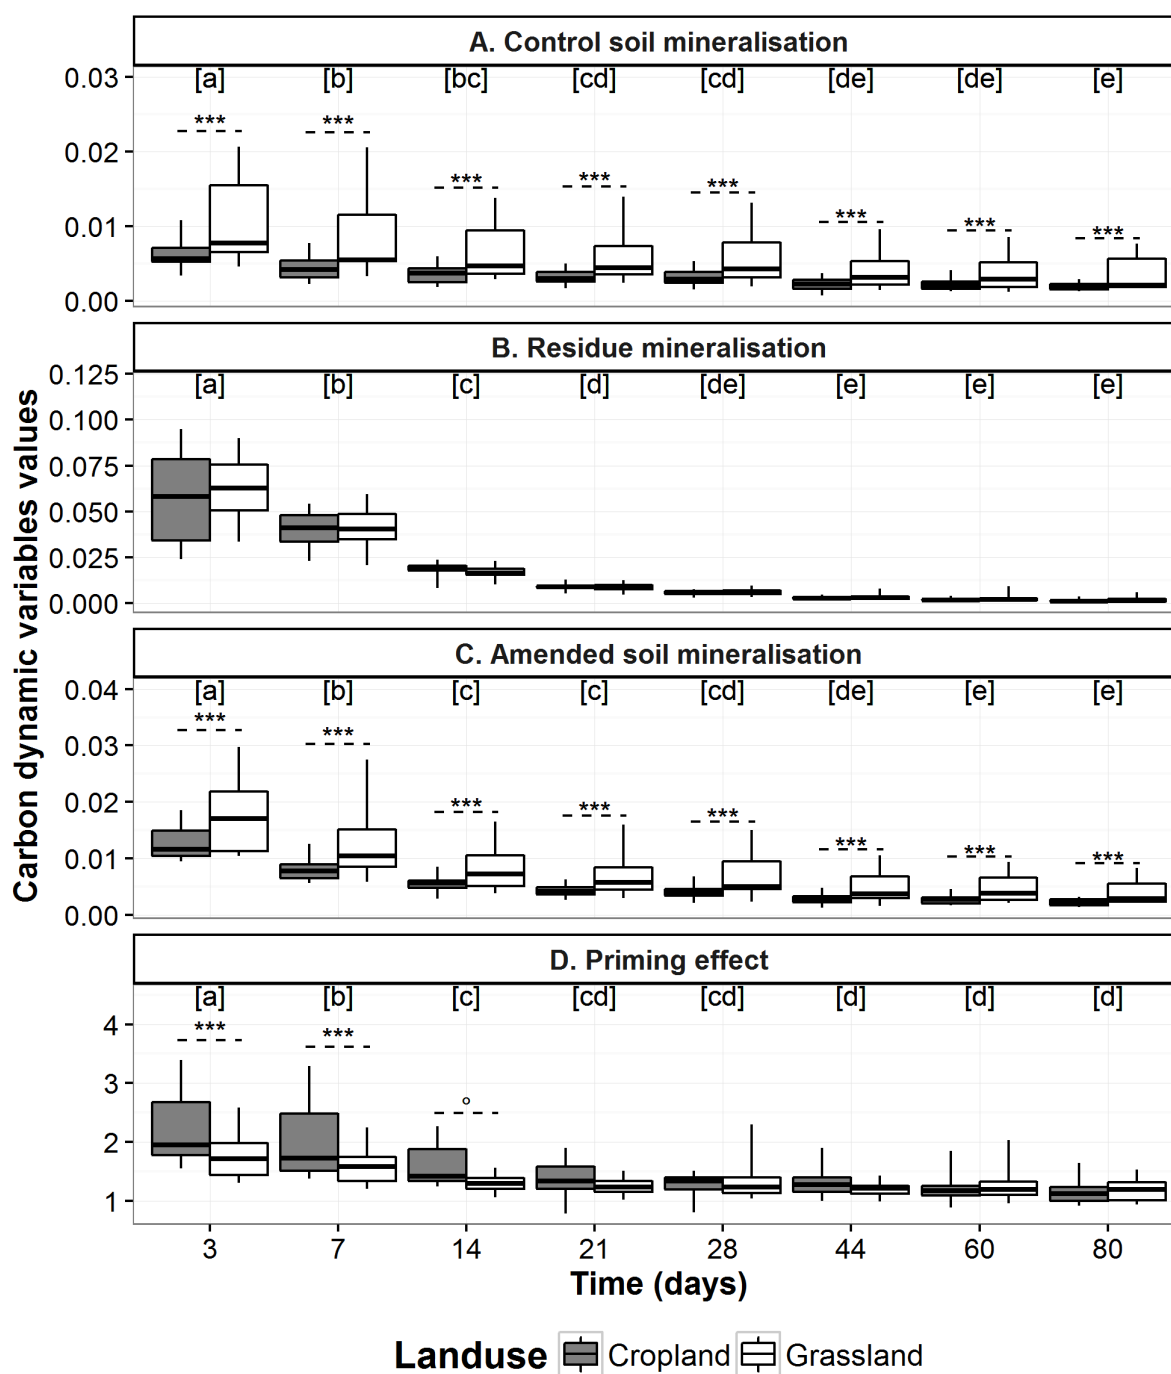 A. Control soil mineralisation
0.03
[a] [b] [bc] [cd] [cd] [de] [de] [e]
*** *** *** *** *** *** *** ***
0.02
0.01
0.00
B. Residue mineralisation
0.125
[a] [b] [c] [d] [de] [e] [e] [e]
0.100
0.075
0.050
0.025
0.000
C. Amended soil mineralisation
0.04
[a] [b] [c] [c] [cd] [de] [e] [e]
*** *** *** *** *** *** *** ***
0.03
0.02
0.01
0.00
D. Priming effect
[a] [b] [c] [cd] [cd] [d] [d] [d]
*** *** °
4
3
2
1
3 7 14 21 28 44 60 80
Time (days)
Carbon dynamic variables values
Landuse Cropland Grassland